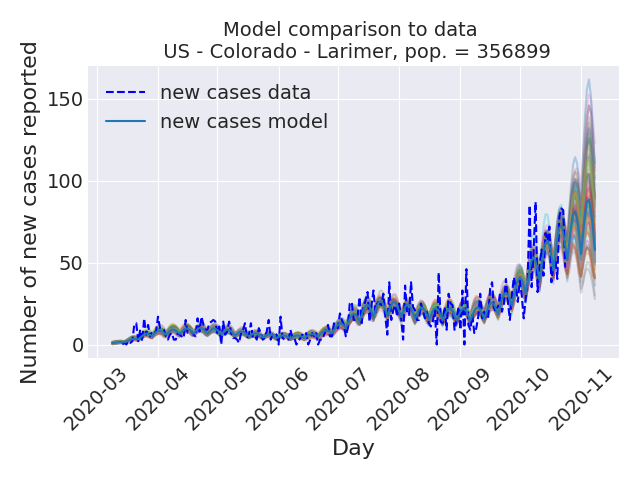 Model comparison to data
US - Colorado - Larimer, pop. = 356899
new cases data
new cases model
Number of new cases reported
150
100
50
0
2020-03
2020-04
2020-05
2020-06
2020-07
2020-08
2020-09
2020-10
2020-11
Day